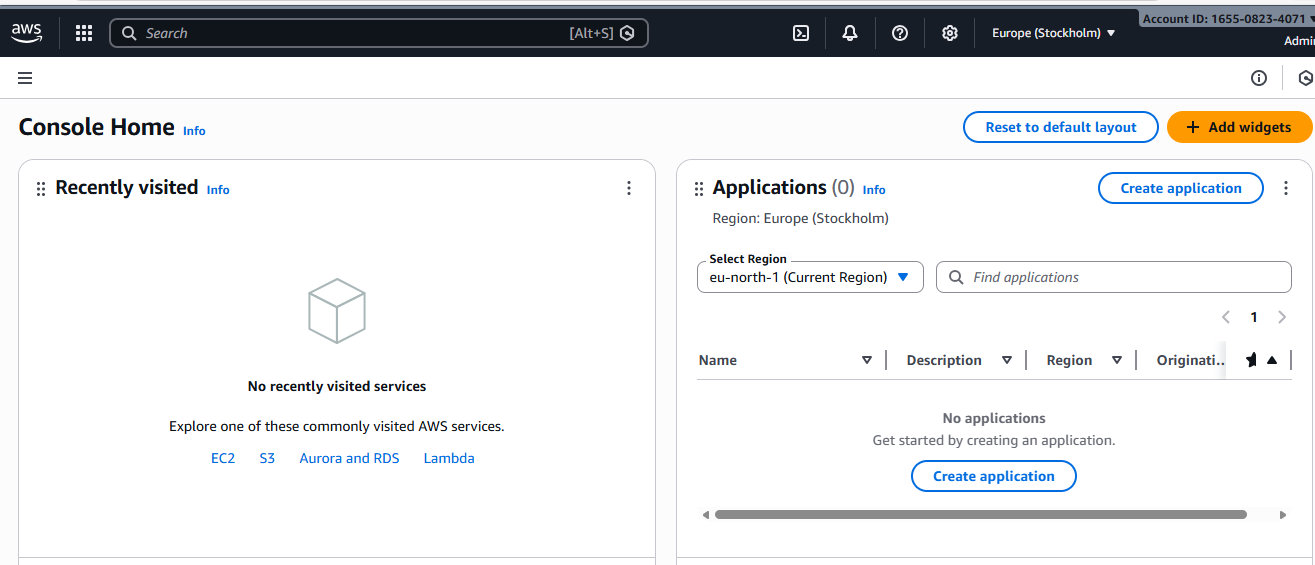 aws
Search [Alt+S]
Europe (Stockholm)
Account ID: 1655-0823-4071
Admi
Console Home Info
Reset to default layout
Add widgets
Recently visited Info
No recently visited services
Explore one of these commonly visited AWS services.
EC2 S3 Aurora and RDS Lambda
Applications (0) Info
Create application
Region: Europe (Stockholm)
Select Region
eu-north-1 (Current Region)
Find applications
1
Name Description Region Originati..
No applications
Get started by creating an application.
Create application